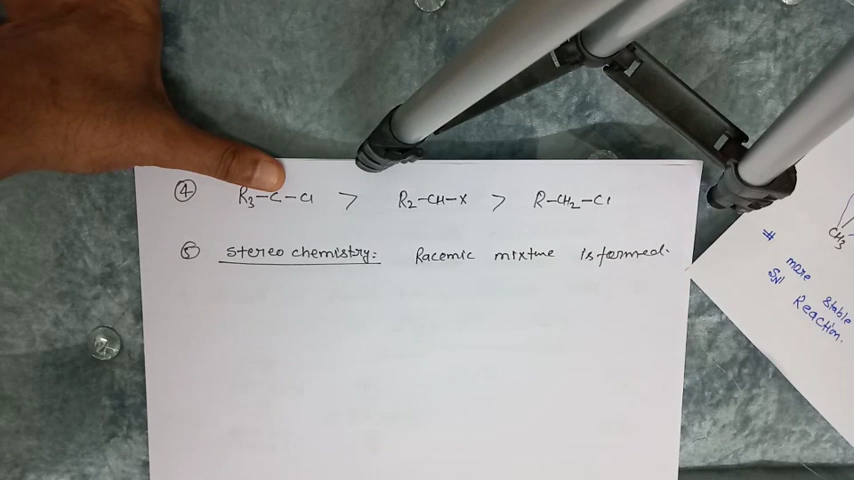 ④ R₃-C-Cl > R₂-CH-X > R-CH₂-Cl
⑤ Stereo chemistry: Racemic mixture is formed.
CH₃
# more stable
SN1 Reaction.